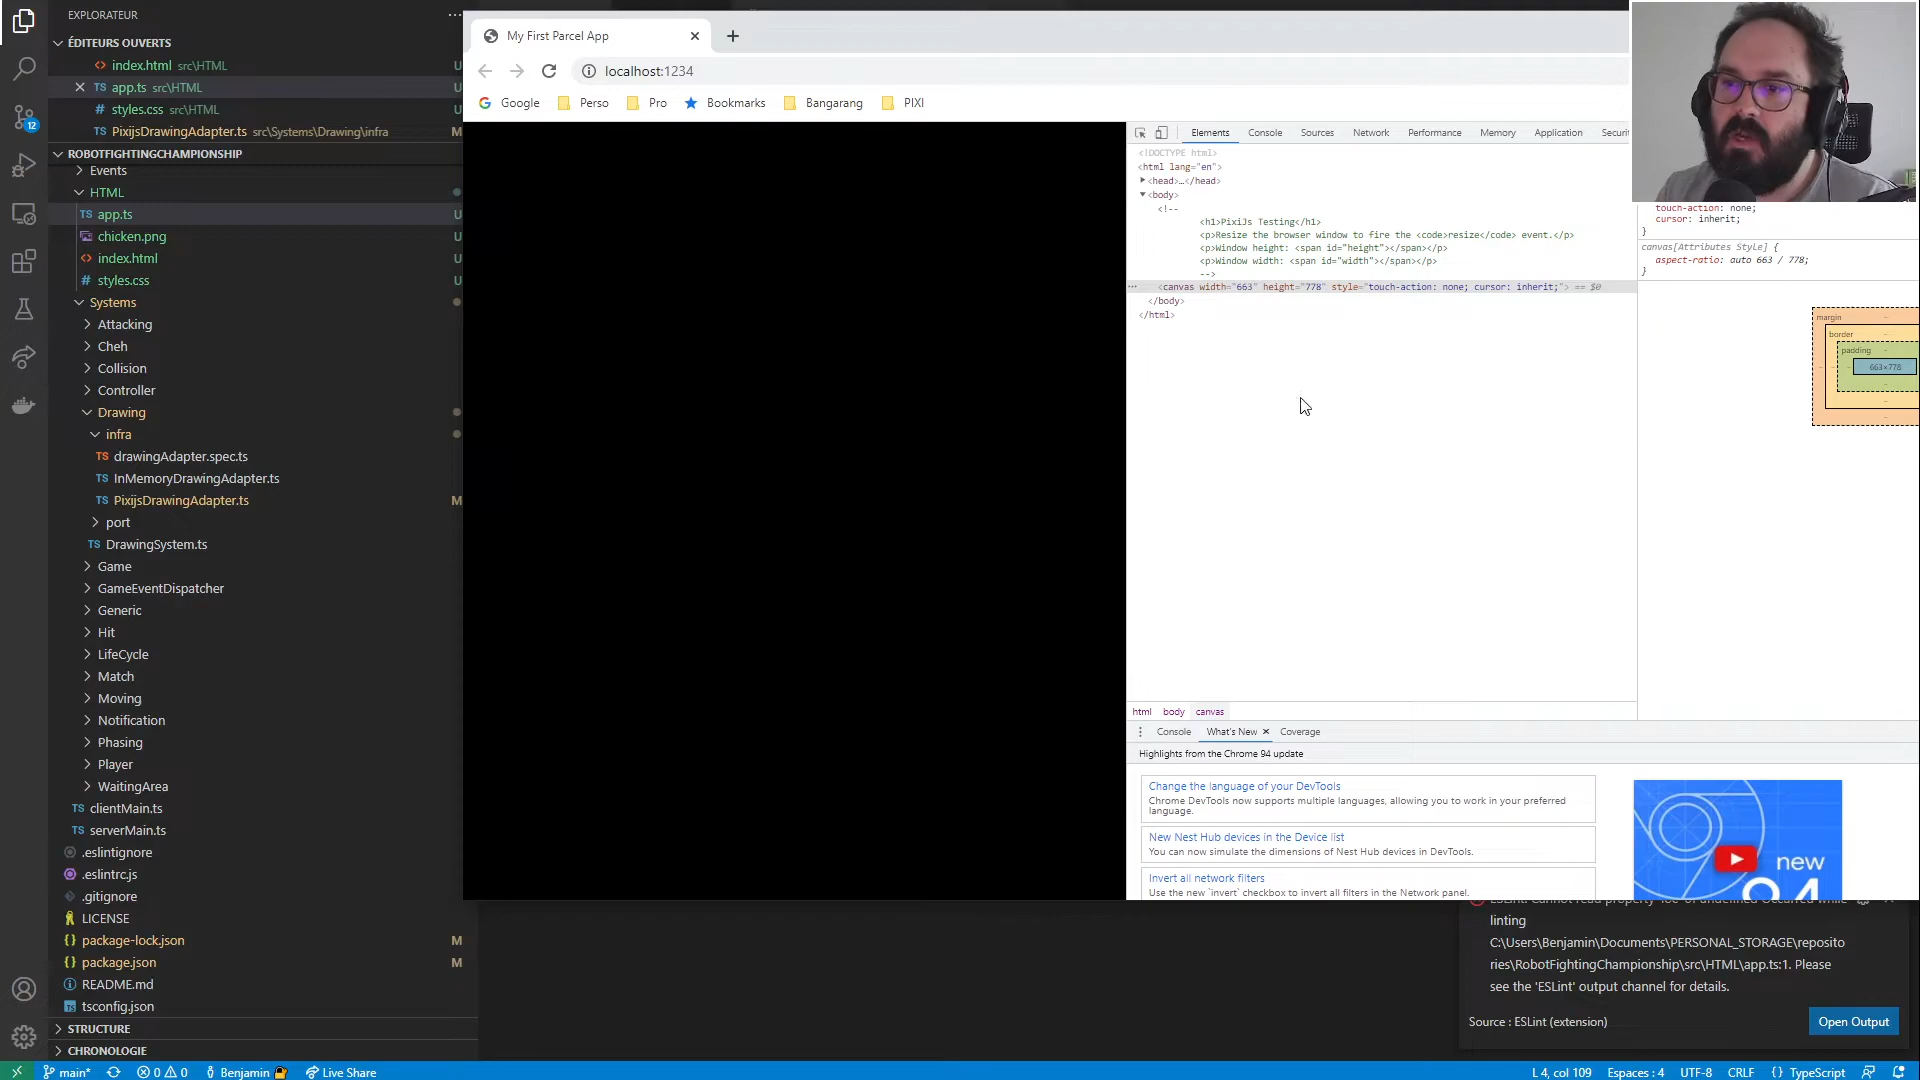 EXPLORATEUR
ÉDITEURS OUVERTS
index.html src\HTML U
app.ts src\HTML U
styles.css src\HTML U
PixijsDrawingAdapter.ts src\Systems\Drawing\infra M
ROBOTFIGHTINGCHAMPIONSHIP
Events
HTML
app.ts U
chicken.png U
index.html U
styles.css U
Systems
Attacking
Cheh
Collision
Controller
Drawing
infra
drawingAdapter.spec.ts
InMemoryDrawingAdapter.ts
PixijsDrawingAdapter.ts M
port
DrawingSystem.ts
Game
GameEventDispatcher
Generic
Hit
LifeCycle
Match
Moving
Notification
Phasing
Player
WaitingArea
clientMain.ts
serverMain.ts
.eslintignore
.eslintrc.js
.gitignore
LICENSE
package-lock.json M
package.json M
README.md
tsconfig.json
STRUCTURE
CHRONOLOGIE
12
My First Parcel App
localhost:1234
Google Perso Pro Bookmarks Bangarang PIXI
Elements Console Sources Network Performance Memory Application Securi
<!DOCTYPE html>
<html lang="en">
<head>…</head>
<body>
<!--
<h1>PixiJs Testing</h1>
<p>Resize the browser window to fire the <code>resize</code> event.</p>
<p>Window height: <span id="height"></span></p>
<p>Window width: <span id="width"></span></p>
-->
<canvas width="663" height="778" style="touch-action: none; cursor: inherit;"> == $0
</body>
</html>
touch-action: none;
cursor: inherit;
}
canvas[Attributes Style] {
aspect-ratio: auto 663 / 778;
}
margin
border
padding
663×778
html body canvas
Console What's New Coverage
Highlights from the Chrome 94 update
Change the language of your DevTools
Chrome DevTools now supports multiple languages, allowing you to work in your preferred
language.
New Nest Hub devices in the Device list
You can now simulate the dimensions of Nest Hub devices in DevTools.
Invert all network filters
Use the new `invert` checkbox to invert all filters in the Network panel.
new
94
ESLint: Cannot read property 'loc' of undefined Occurred while
linting
C:\Users\Benjamin\Documents\PERSONAL_STORAGE\reposito
ries\RobotFightingChampionship\src\HTML\app.ts:1. Please
see the 'ESLint' output channel for details.
Source : ESLint (extension)
Open Output
main* 0 0 Benjamin Live Share L 4, col 109 Espaces : 4 UTF-8 CRLF {} TypeScript